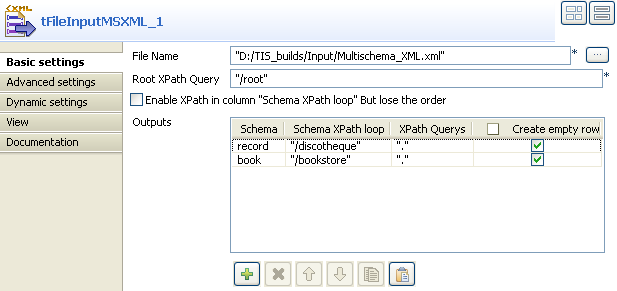 <XML
tFileInputMSXML_1
Basic settings
Advanced settings
Dynamic settings
View
Documentation
File Name "D:/TIS_builds/Input/Multischema_XML.xml" * ...
Root XPath Query "/root" *
Enable XPath in column "Schema XPath loop" But lose the order
Outputs
Schema Schema XPath loop XPath Querys Create empty row
record "/discotheque" "."
book "/bookstore" "."